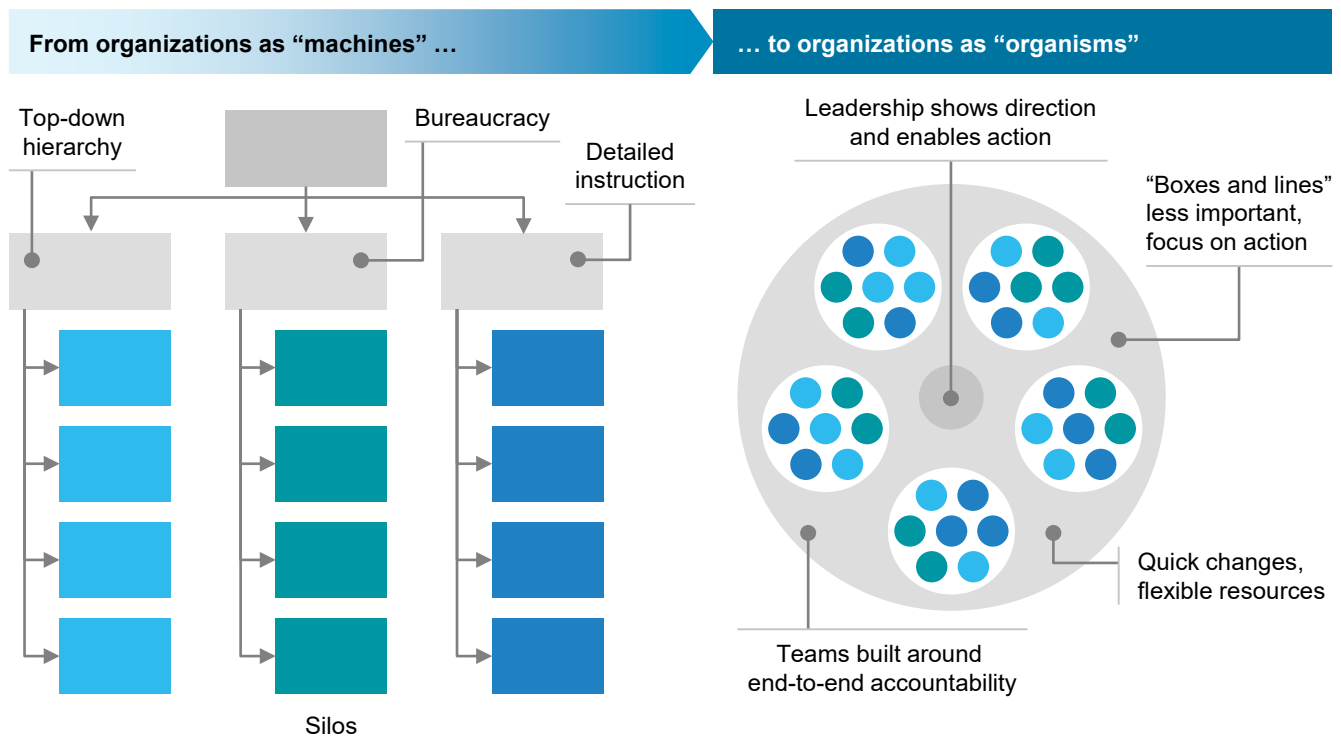 From organizations as “machines” …
… to organizations as “organisms”
Top-down
hierarchy
Bureaucracy
Detailed
instruction
Silos
Leadership shows direction
and enables action
“Boxes and lines”
less important,
focus on action
Quick changes,
flexible resources
Teams built around
end-to-end accountability